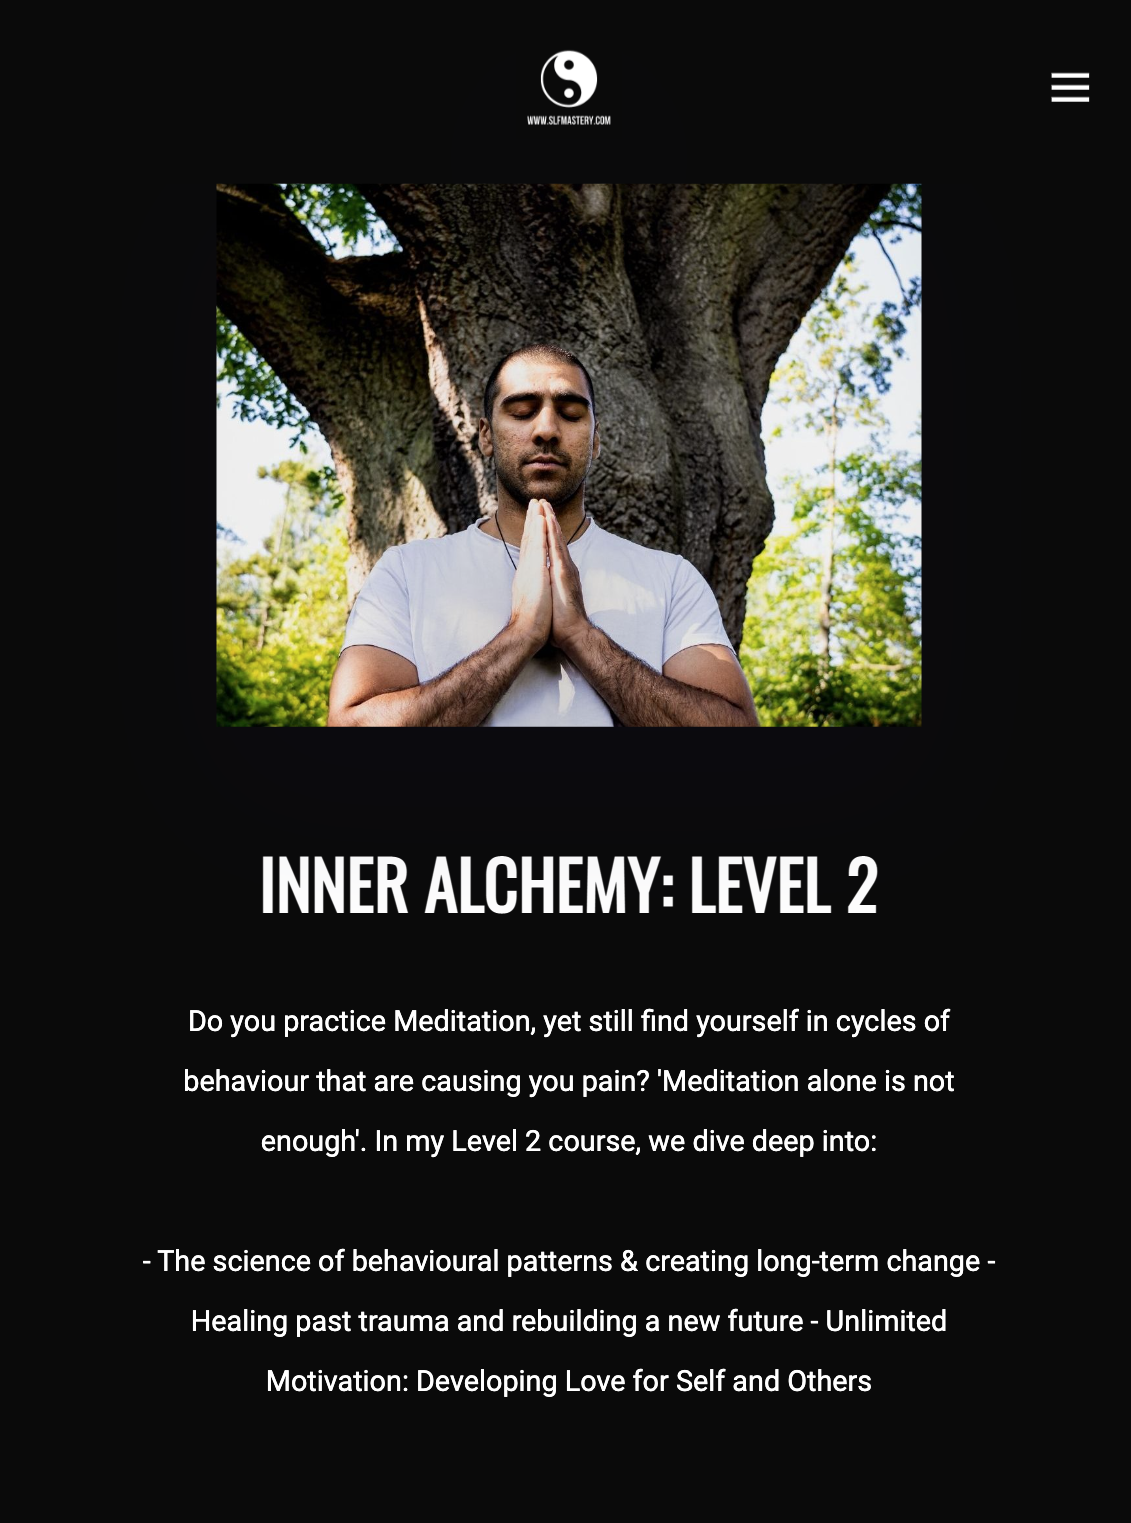 WWW.SLFMASTERY.COM
INNER ALCHEMY: LEVEL 2
Do you practice Meditation, yet still find yourself in cycles of
behaviour that are causing you pain? 'Meditation alone is not
enough'. In my Level 2 course, we dive deep into:
- The science of behavioural patterns & creating long-term change -
Healing past trauma and rebuilding a new future - Unlimited
Motivation: Developing Love for Self and Others